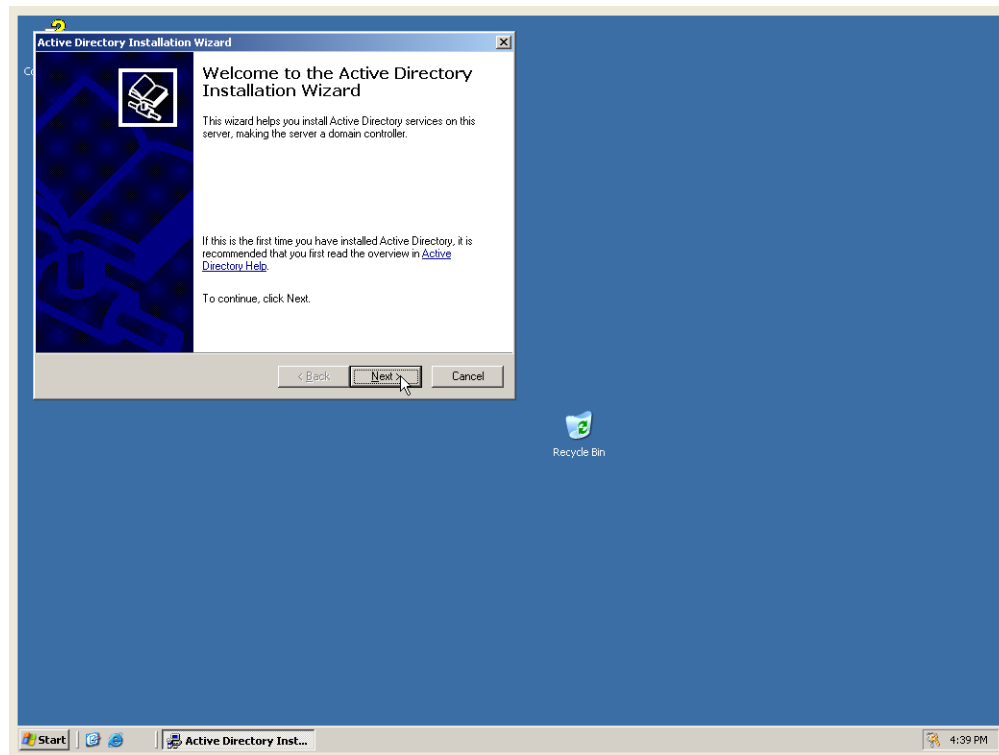 Active Directory Installation Wizard
Welcome to the Active Directory
Installation Wizard
This wizard helps you install Active Directory services on this
server, making the server a domain controller.
If this is the first time you have installed Active Directory, it is
recommended that you first read the overview in Active
Directory Help.
To continue, click Next.
< Back
Next >
Cancel
Recycle Bin
Start
Active Directory Inst...
4:39 PM